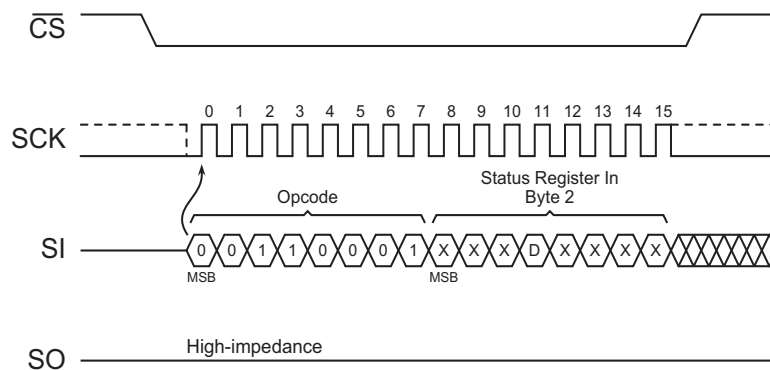 CS
0 1 2 3 4 5 6 7 8 9 10 11 12 13 14 15
SCK
Status Register In
Opcode Byte 2
SI 0 0 1 1 0 0 0 1 X X X D X X X X
MSB MSB
High-impedance
SO